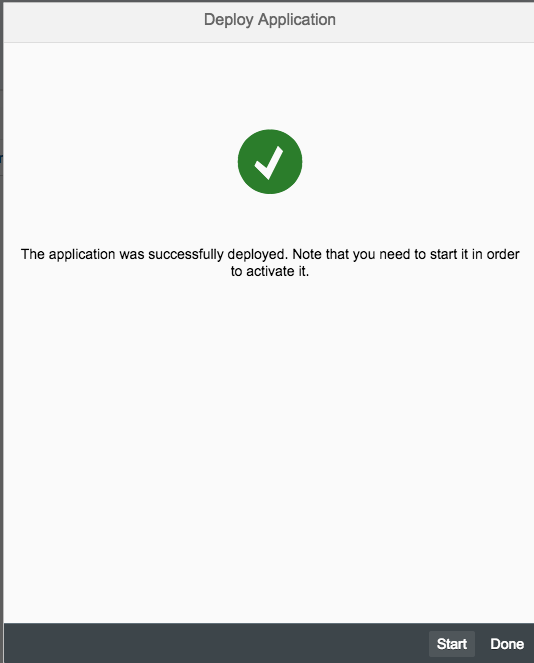 Deploy Application
The application was successfully deployed. Note that you need to start it in order
to activate it.
Start Done